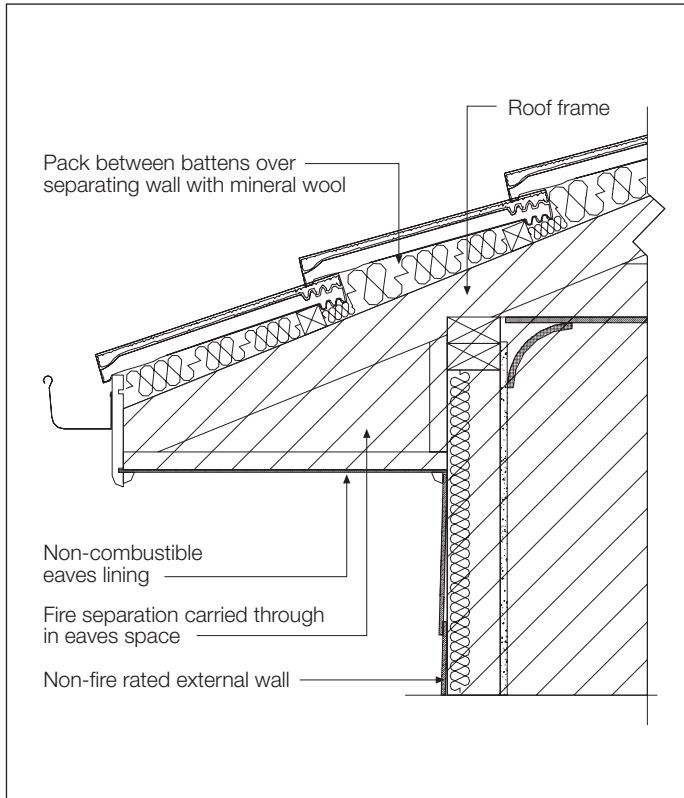 Roof frame
Pack between battens over
separating wall with mineral wool
Non-combustible
eaves lining
Fire separation carried through
in eaves space
Non-fire rated external wall